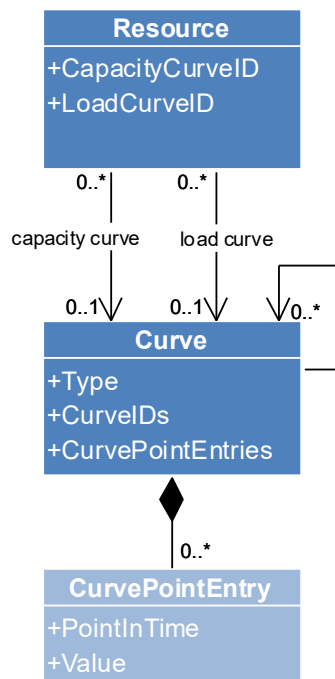 Resource
+CapacityCurveID
+LoadCurveID
0..* 0..*
capacity curve load curve
0..1 0..1 0..*
Curve
+Type
+CurveIDs
+CurvePointEntries
0..*
CurvePointEntry
+PointInTime
+Value